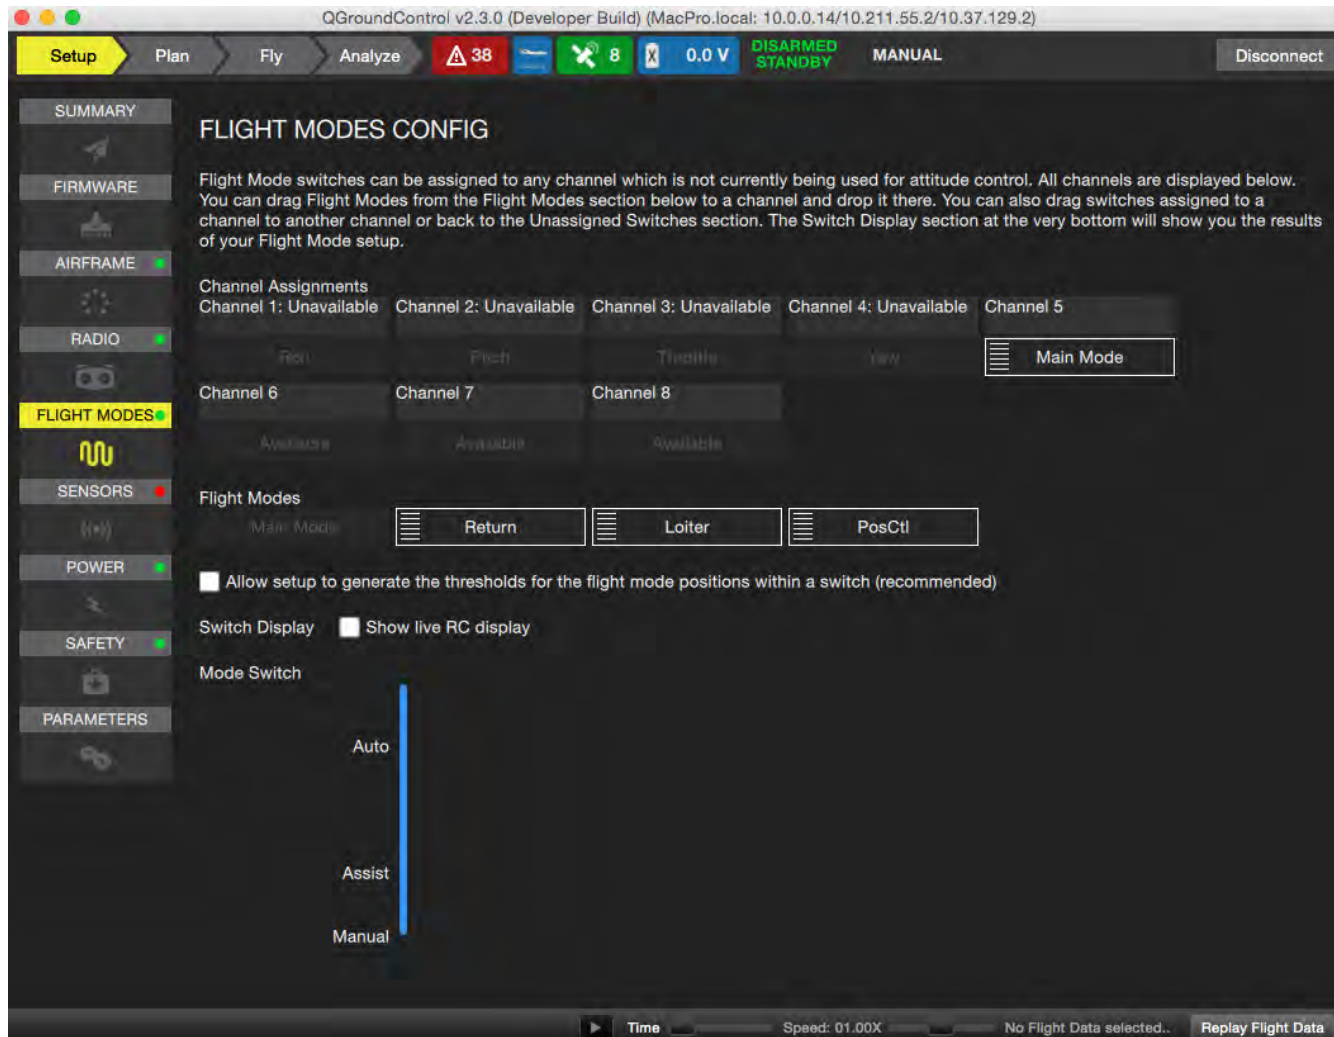 QGroundControl v2.3.0 (Developer Build) (MacPro.local: 10.0.0.14/10.211.55.2/10.37.129.2)
Setup Plan Fly Analyze 38 8 0.0 V DISARMED STANDBY MANUAL Disconnect
SUMMARY
FIRMWARE
AIRFRAME
RADIO
FLIGHT MODES
SENSORS
POWER
SAFETY
PARAMETERS
FLIGHT MODES CONFIG
Flight Mode switches can be assigned to any channel which is not currently being used for attitude control. All channels are displayed below.
You can drag Flight Modes from the Flight Modes section below to a channel and drop it there. You can also drag switches assigned to a
channel to another channel or back to the Unassigned Switches section. The Switch Display section at the very bottom will show you the results
of your Flight Mode setup.
Channel Assignments
Channel 1: Unavailable Channel 2: Unavailable Channel 3: Unavailable Channel 4: Unavailable Channel 5
Roll Pitch Throttle Yaw Main Mode
Channel 6 Channel 7 Channel 8
Available Available Available
Flight Modes
Main Mode Return Loiter PosCtl
Allow setup to generate the thresholds for the flight mode positions within a switch (recommended)
Switch Display Show live RC display
Mode Switch
Auto
Assist
Manual
Time Speed: 01.00X No Flight Data selected.. Replay Flight Data